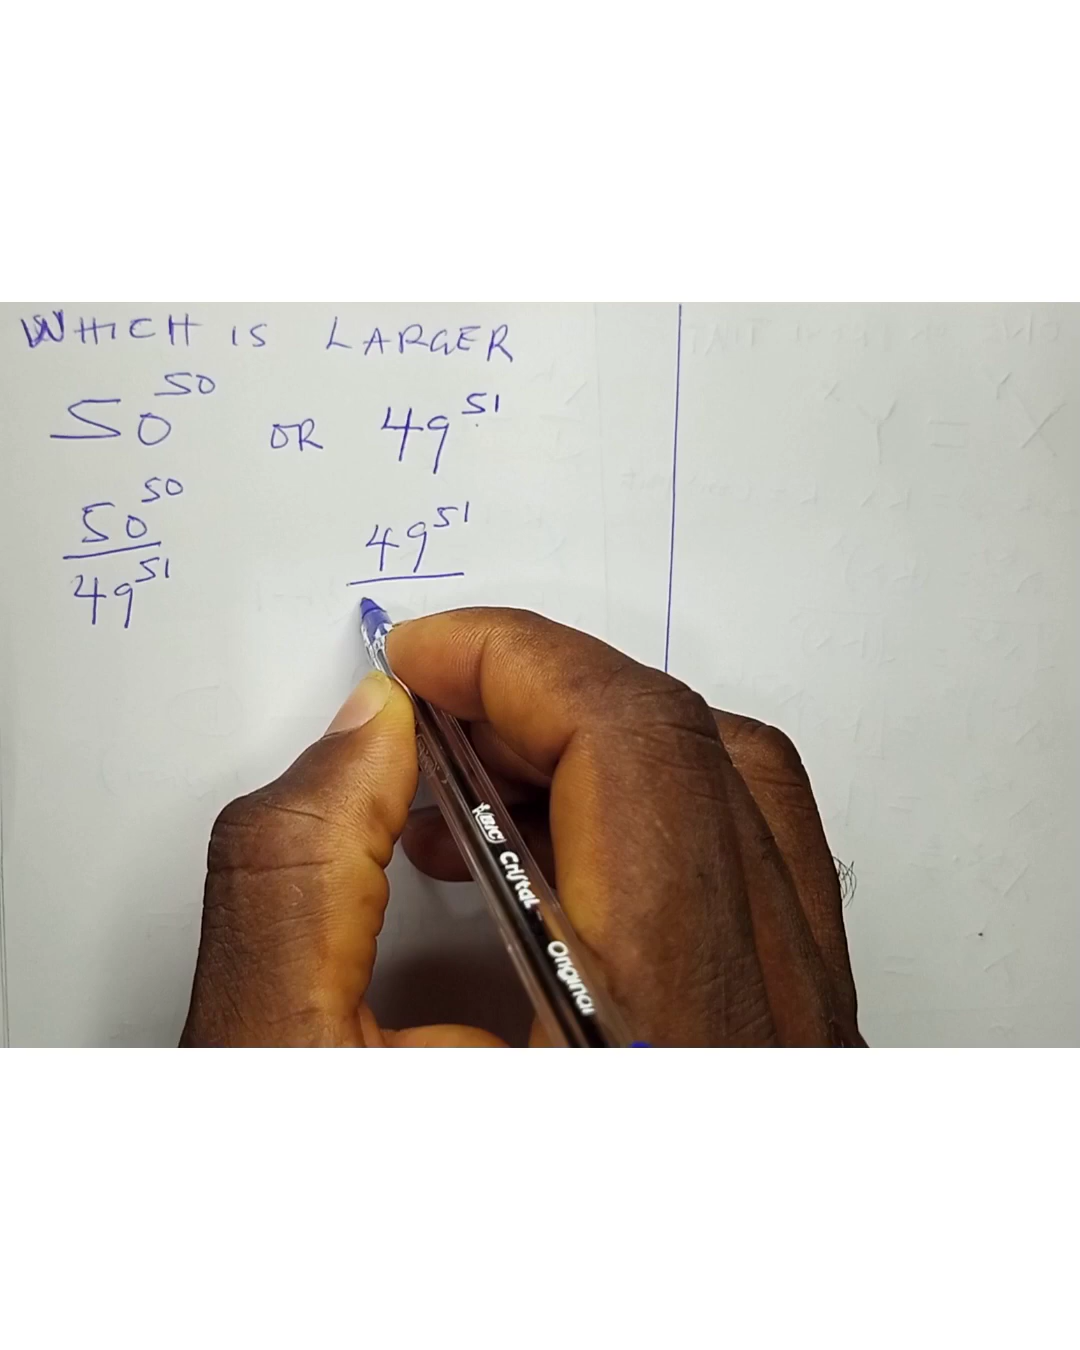 WHICH IS LARGER
50^50 OR 49^51
50^50 / 49^51
49^51
BIC Cristal Original